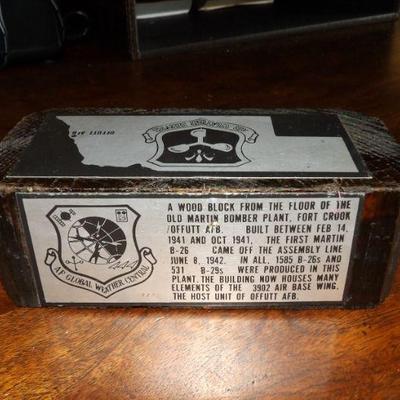 OFFUTT AFB
A WOOD BLOCK FROM THE FLOOR OF THE
OLD MARTIN BOMBER PLANT, FORT CROOK
/OFFUTT AFB. BUILT BETWEEN FEB 14,
1941 AND OCT 1941, THE FIRST MARTIN
B-26 CAME OFF THE ASSEMBLY LINE
JUNE 8, 1942. IN ALL, 1585 B-26s AND
531 B-29s WERE PRODUCED IN THIS
PLANT. THE BUILDING NOW HOUSES MANY
ELEMENTS OF THE 3902 AIR BASE WING,
THE HOST UNIT OF OFFUTT AFB.
AF GLOBAL WEATHER CENTRAL